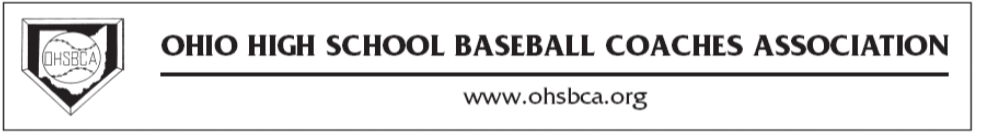 OHSBCA
OHIO HIGH SCHOOL BASEBALL COACHES ASSOCIATION
www.ohsbca.org